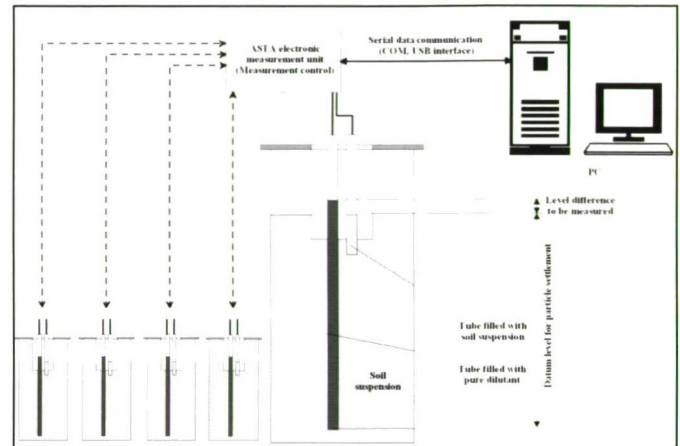 ASTA electronic
measurement unit
(Measurement control)
Serial data communication
(COM, USB interface)
PC
Level difference
to be measured
Datum level for particle settlement
Tube filled with
soil suspension
Tube filled with
pure dilutant
Soil
suspension